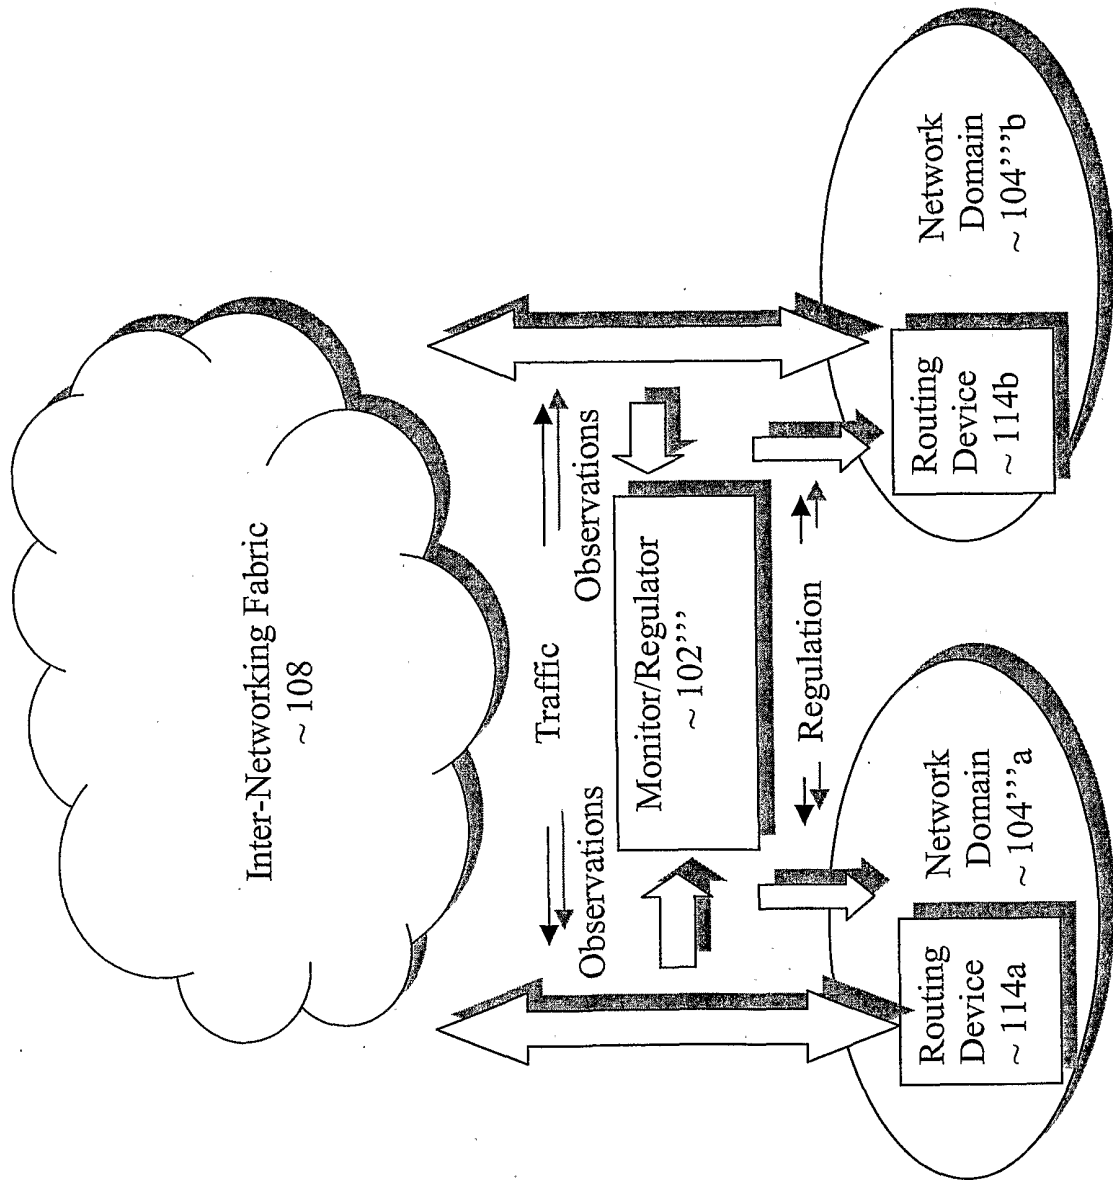 Inter-Networking Fabric
~ 108
Traffic
Observations
Observations
Monitor/Regulator
~ 102’’’
Regulation
Routing
Device
~ 114a
Network
Domain
~ 104’’’a
Routing
Device
~ 114b
Network
Domain
~ 104’’’b